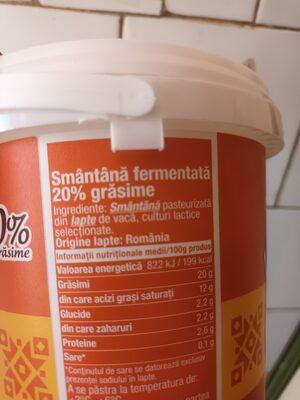 Smântână fermentată
20% grăsime
Ingrediente: Smântână pasteurizată
din lapte de vacă, culturi lactice
selecționate.
Origine lapte: România
Informații nutriționale medii/100g produs
Valoarea energetică 822 kJ / 199 kcal
Grăsimi 20 g
din care acizi grași saturați 12 g
Glucide 2,2 g
din care zaharuri 2,2 g
Proteine 2,6 g
Sare* 0,1 g
*Conținutul de sare se datorează exclusiv
prezenței sodiului în lapte.
A se păstra la temperatura de:
0%
grăsime